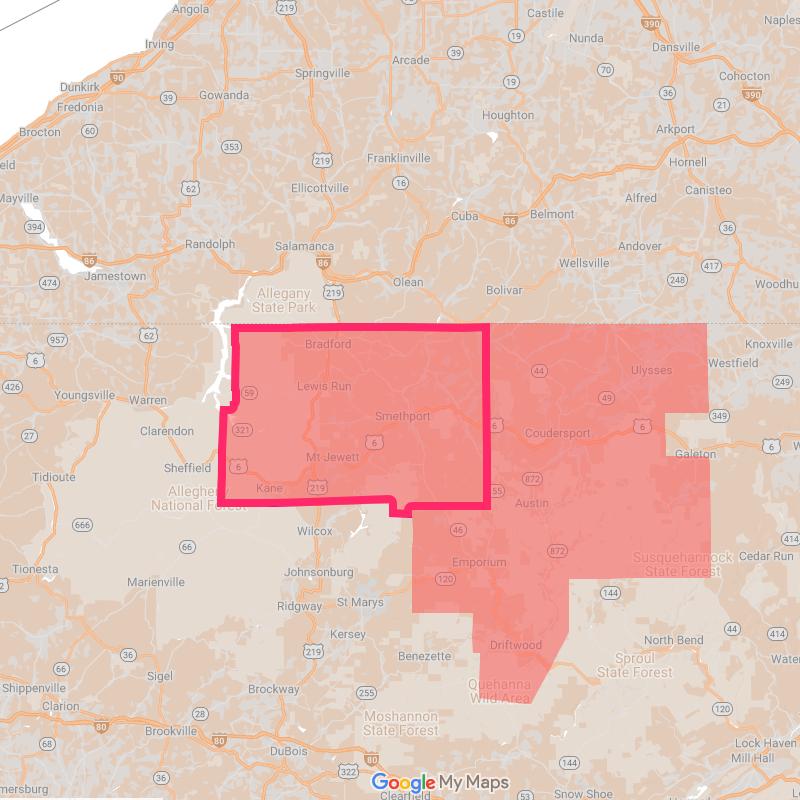 Angola
219
Castile
Naples
Irving
19
Nunda
390
Dansville
Arcade
39
90
Springville
70
Cohocton
Dunkirk
19
390
Fredonia
39
Gowanda
36
21
Houghton
Brocton
60
Arkport
353
219
Franklinville
Hornell
62
Ellicottville
16
Canisteo
Mayville
Alfred
394
Cuba
86
Belmont
36
Randolph
Salamanca
Andover
86
86
Wellsville
417
Jamestown
474
Olean
248
219
Bolivar
Woodhu
Allegany
State Park
957
62
Bradford
Knoxville
6
Westfield
44
Ulysses
426
Lewis Run
249
Youngsville
Warren
59
49
Smethport
349
27
Clarendon
321
6
6
Coudersport
6
6
Galeton
Mt Jewett
Sheffield
6
Tidioute
872
Kane
219
55
Austin
Allegheny
National Forest
666
Wilcox
46
414
66
872
Susquehannock
State Forest
Cedar Run
Emporium
Tionesta
Johnsonburg
120
Marienville
144
Ridgway
St Marys
44
414
Kersey
North Bend
36
219
Driftwood
66
Benezette
Sproul
State Forest
Sigel
Shippenville
Brockway
255
Quehanna
Wild Area
Clarion
28
Moshannon
State Forest
120
80
Brookville
68
80
DuBois
80
Lock Haven
Mill Hall
144
322
36
Google My Maps
53
Snow Shoe
Clearfield